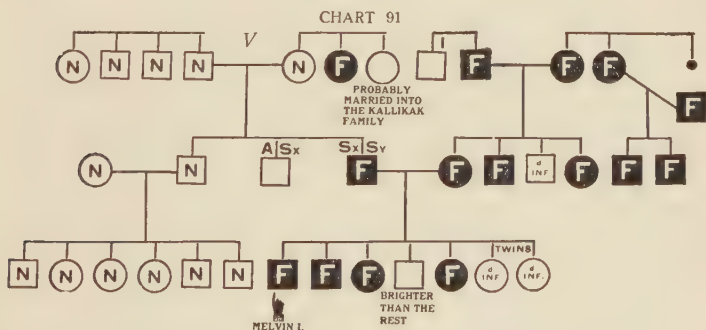 CHART 91
V
N N N N N F F F F
PROBABLY
MARRIED INTO
THE KALLIKAK
FAMILY
F
A Sx Sx Sy
N N F F F d INF F F F
N N N N N N F F F F d INF. d INF.
TWINS
BRIGHTER
THAN THE
REST
MELVIN I.